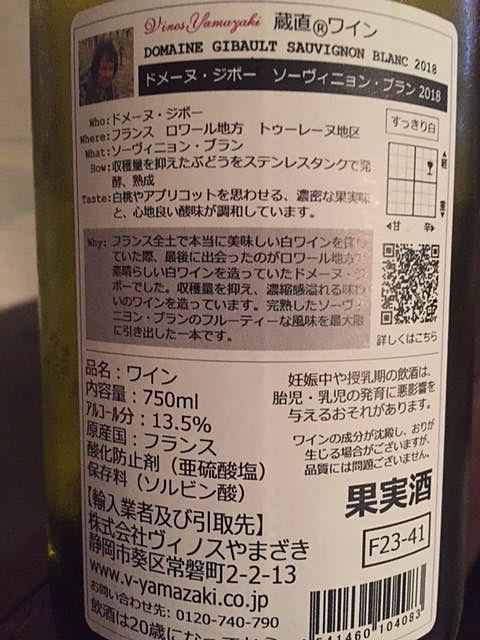 Vinos Yamazaki 蔵直®ワイン
DOMAINE GIBAULT SAUVIGNON BLANC 2018
ドメーヌ・ジボー ソーヴィニョン・ブラン 2018
Who:ドメーヌ・ジボー
Where:フランス ロワール地方 トゥーレーヌ地区
What:ソーヴィニョン・ブラン
How:収穫量を抑えたぶどうをステンレスタンクで発
酵、熟成
Taste:白桃やアプリコットを思わせる、濃密な果実味
と、心地良い酸味が調和しています。
すっきり白
▲軽
重▼
◀甘 辛▶
Why:フランス全土で本当に美味しい白ワインを
ていた際、最後に出会ったのがロワール地方
素晴らしい白ワインを造っていたドメーヌ・ジ
ボーでした。収穫量を抑え、濃縮感溢れる味わ
いのワインを造っています。完熟したソーヴィ
ニヨン・ブランのフルーティーな風味を最大限
に引き出した一本です。
詳しくはこちら
品名:ワイン
内容量:750ml
アルコール分:13.5%
原産国:フランス
酸化防止剤(亜硫酸塩)
保存料(ソルビン酸)
【輸入業者及び引取先】
株式会社ヴィノスやまざき
静岡市葵区常磐町2-2-13
www.v-yamazaki.co.jp
お問い合わせ先:0120-740-790
飲酒は20歳になって
妊娠中や授乳期の飲酒は、
胎児・乳児の発育に悪影響を
与えるおそれがあります。
ワインの成分が沈殿し、おりが
生じる場合がございますが、
品質には問題ございません。
果実酒
F23-41
511460 104083